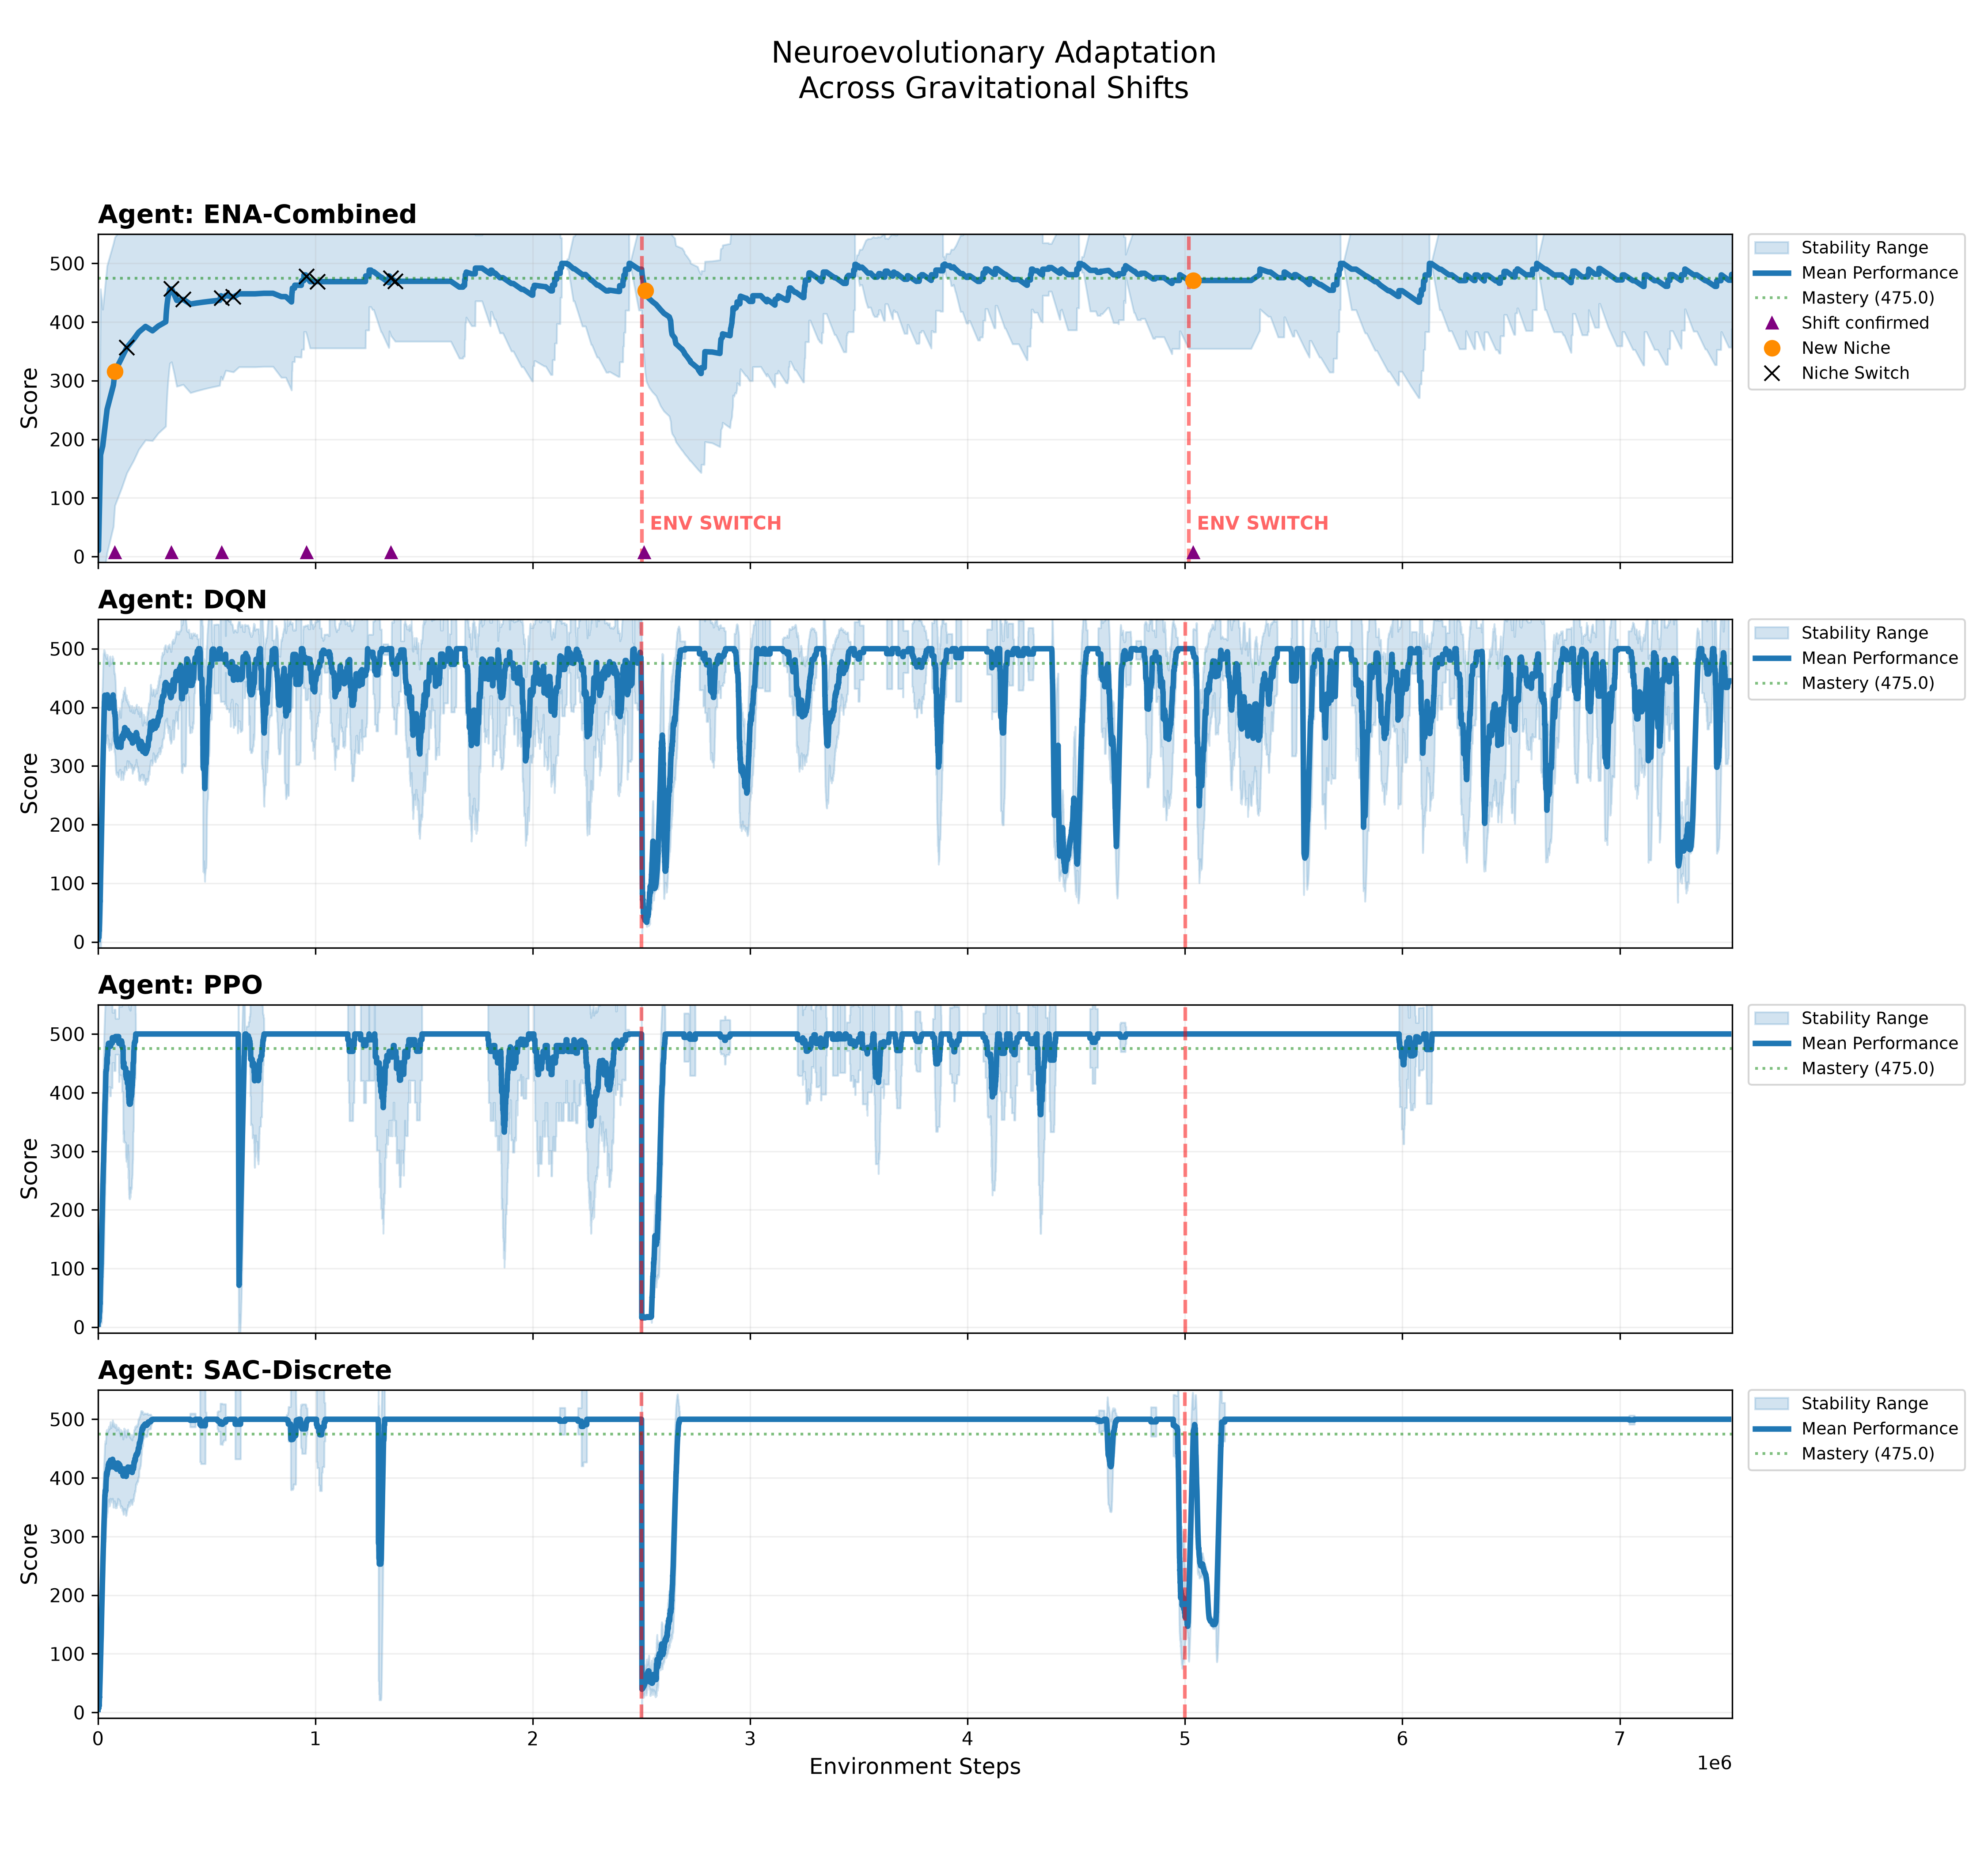 Neuroevolutionary Adaptation
Across Gravitational Shifts
Agent: ENA-Combined
Score
500
400
300
200
100
0
ENV SWITCH
ENV SWITCH
Stability Range
Mean Performance
Mastery (475.0)
Shift confirmed
New Niche
Niche Switch
Agent: DQN
Score
500
400
300
200
100
0
Stability Range
Mean Performance
Mastery (475.0)
Agent: PPO
Score
500
400
300
200
100
0
Stability Range
Mean Performance
Mastery (475.0)
Agent: SAC-Discrete
Score
500
400
300
200
100
0
Stability Range
Mean Performance
Mastery (475.0)
0 1 2 3 4 5 6 7
1e6
Environment Steps